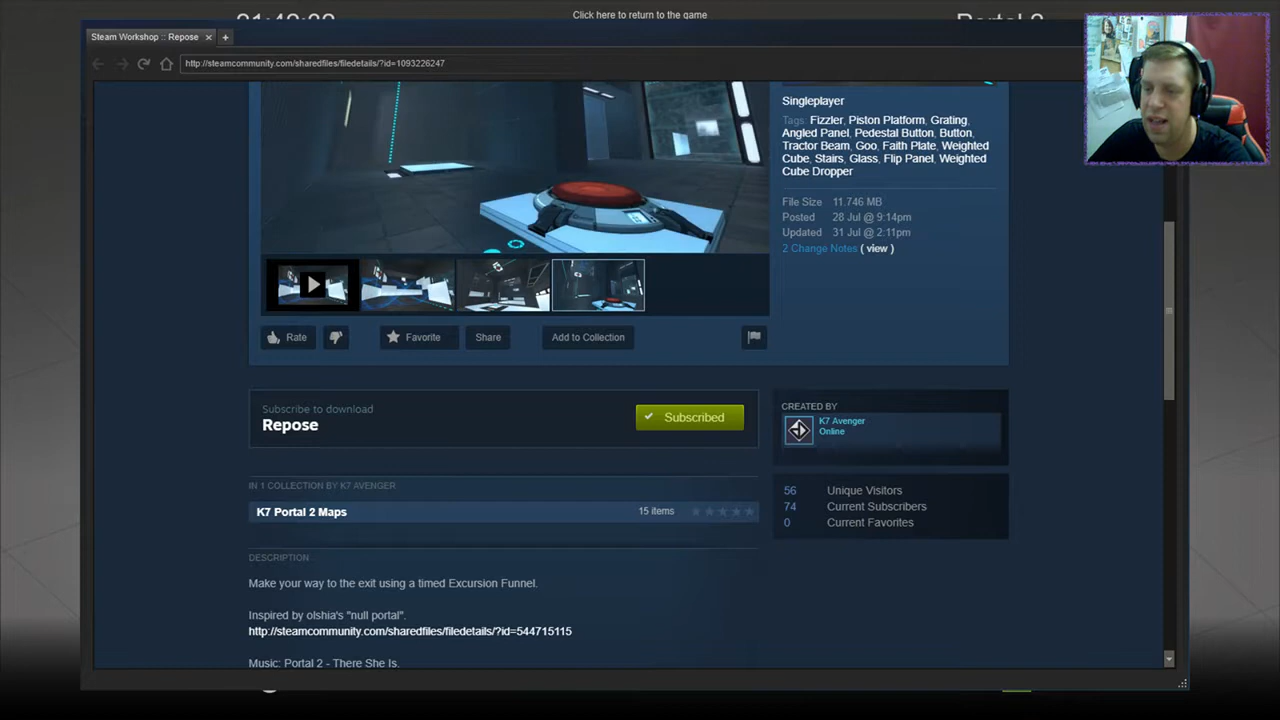 Click here to return to the game
Steam Workshop :: Repose
http://steamcommunity.com/sharedfiles/filedetails/?id=1093226247
Singleplayer
Tags: Fizzler, Piston Platform, Grating,
Angled Panel, Pedestal Button, Button,
Tractor Beam, Goo, Faith Plate, Weighted
Cube, Stairs, Glass, Flip Panel, Weighted
Cube Dropper
File Size 11.746 MB
Posted 28 Jul @ 9:14pm
Updated 31 Jul @ 2:11pm
2 Change Notes ( view )
Rate
Favorite
Share
Add to Collection
Subscribe to download
Repose
Subscribed
CREATED BY
K7 Avenger
Online
IN 1 COLLECTION BY K7 AVENGER
K7 Portal 2 Maps 15 items
56 Unique Visitors
74 Current Subscribers
0 Current Favorites
DESCRIPTION
Make your way to the exit using a timed Excursion Funnel.
Inspired by olshia's "null portal".
http://steamcommunity.com/sharedfiles/filedetails/?id=544715115
Music: Portal 2 - There She Is.